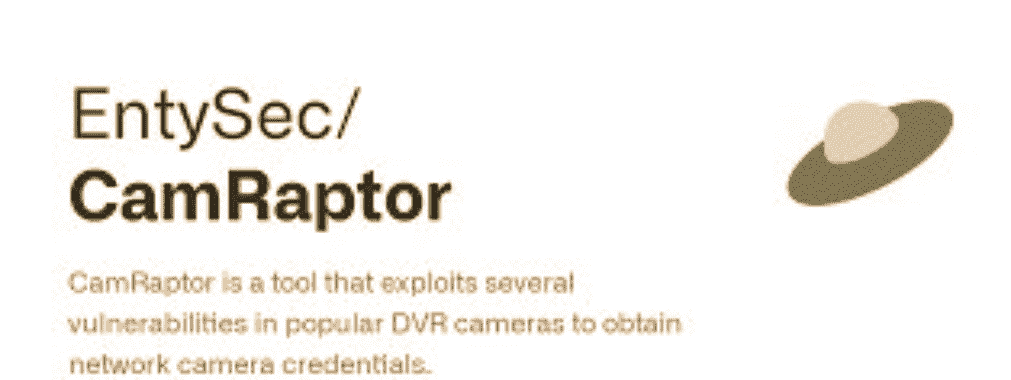 EntySec/
CamRaptor
CamRaptor is a tool that exploits several
vulnerabilities in popular DVR cameras to obtain
network camera credentials.